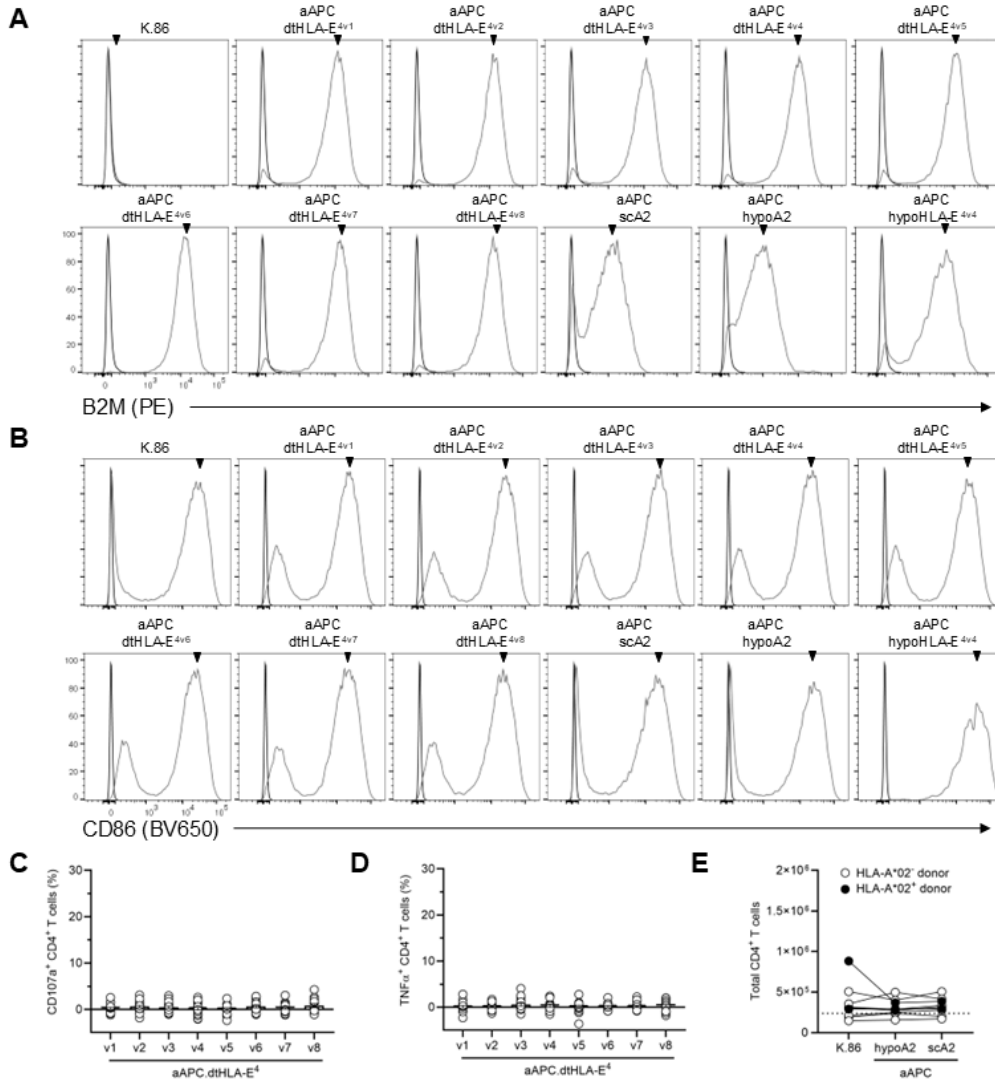 A
K.86
aAPC dtHLA-E4v1
aAPC dtHLA-E4v2
aAPC dtHLA-E4v3
aAPC dtHLA-E4v4
aAPC dtHLA-E4v5
aAPC dtHLA-E4v6
aAPC dtHLA-E4v7
aAPC dtHLA-E4v8
aAPC scA2
aAPC hypoA2
aAPC hypoHLA-E4v4
100
80
60
40
20
0
0 10³ 10⁴ 10⁵
B2M (PE)
B
K.86
aAPC dtHLA-E4v1
aAPC dtHLA-E4v2
aAPC dtHLA-E4v3
aAPC dtHLA-E4v4
aAPC dtHLA-E4v5
aAPC dtHLA-E4v6
aAPC dtHLA-E4v7
aAPC dtHLA-E4v8
aAPC scA2
aAPC hypoA2
aAPC hypoHLA-E4v4
100
80
60
40
20
0
0 10³ 10⁴ 10⁵
CD86 (BV650)
C
CD107a⁺ CD4⁺ T cells (%)
30
20
10
0
v1 v2 v3 v4 v5 v6 v7 v8
aAPC.dtHLA-E⁴
D
TNFα⁺ CD4⁺ T cells (%)
30
20
10
0
v1 v2 v3 v4 v5 v6 v7 v8
aAPC.dtHLA-E⁴
E
HLA-A*02⁻ donor
HLA-A*02⁺ donor
Total CD4⁺ T cells
2×10⁶
1×10⁶
1×10⁶
5×10⁵
0
K.86 hypoA2 scA2
aAPC